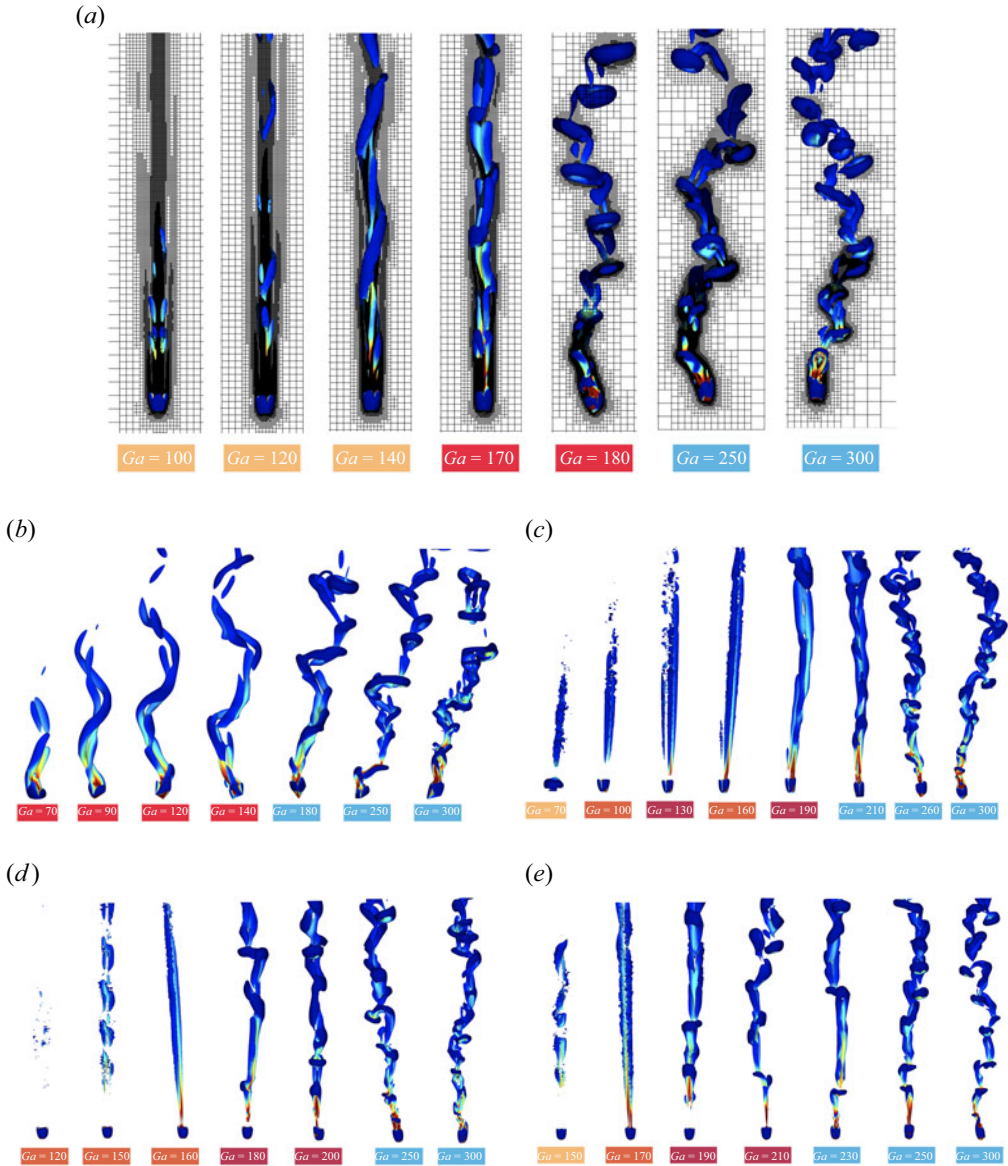 (a)
Ga = 100 Ga = 120 Ga = 140 Ga = 170 Ga = 180 Ga = 250 Ga = 300
(b)
Ga = 70 Ga = 90 Ga = 120 Ga = 140 Ga = 180 Ga = 250 Ga = 300
(c)
Ga = 70 Ga = 100 Ga = 130 Ga = 160 Ga = 190 Ga = 210 Ga = 260 Ga = 300
(d)
Ga = 120 Ga = 150 Ga = 160 Ga = 180 Ga = 200 Ga = 250 Ga = 300
(e)
Ga = 150 Ga = 170 Ga = 190 Ga = 210 Ga = 230 Ga = 250 Ga = 300